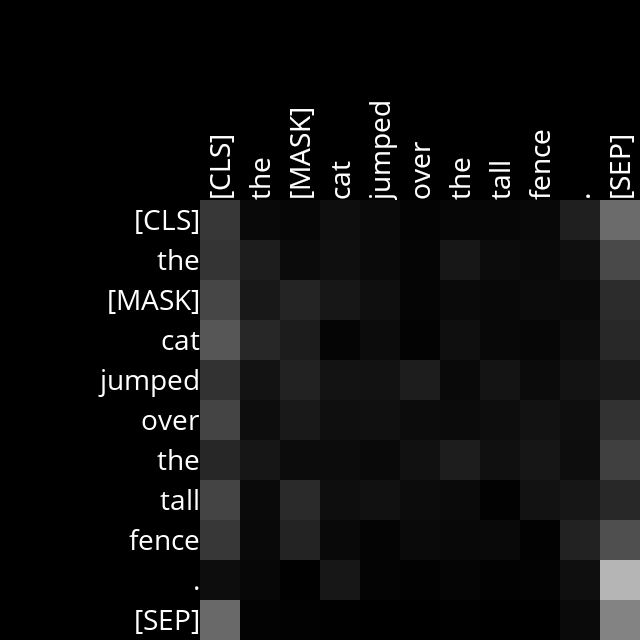 [CLS] the [MASK] cat jumped over the tall fence . [SEP]
[CLS]
the
[MASK]
cat
jumped
over
the
tall
fence
.
[SEP]